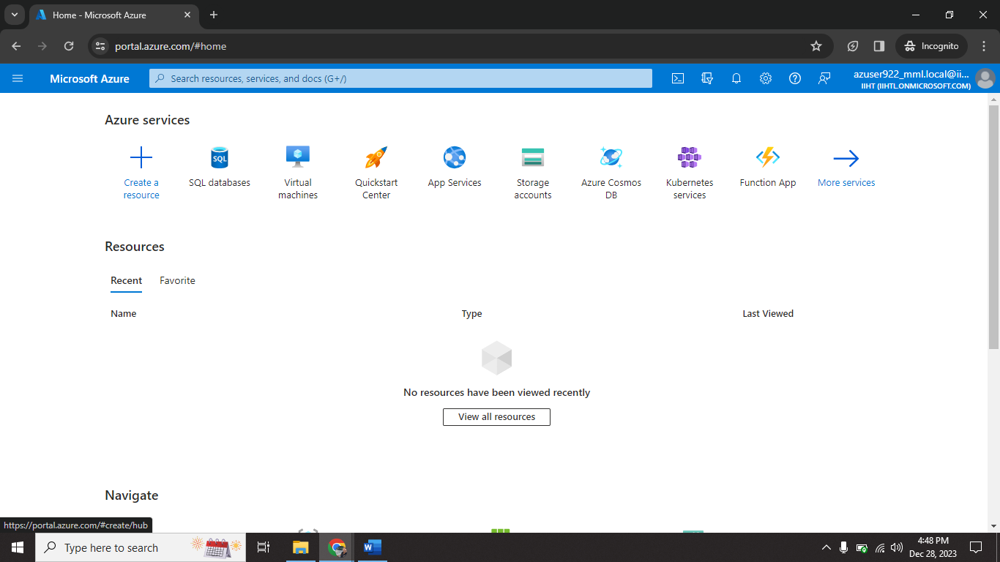 Home - Microsoft Azure
portal.azure.com/#home
Incognito
Microsoft Azure
Search resources, services, and docs (G+/)
azuser922_mml.local@ii...
IIHT (IIHTL.ONMICROSOFT.COM)
Azure services
Create a resource
SQL
SQL databases
Virtual machines
Quickstart Center
App Services
Storage accounts
Azure Cosmos DB
Kubernetes services
Function App
More services
Resources
Recent Favorite
Name Type Last Viewed
No resources have been viewed recently
View all resources
Navigate
https://portal.azure.com/#create/hub
Type here to search
W
4:48 PM
Dec 28, 2023